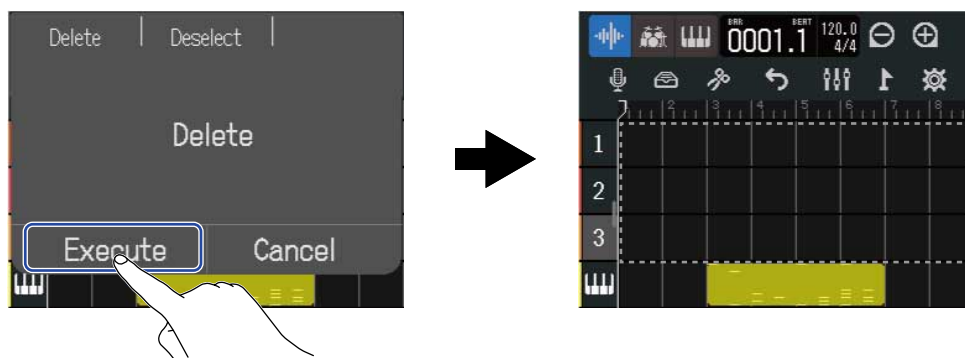 Delete | Deselect |
Delete
Execute Cancel
BAR BEAT
0001.1 120.0
4/4
2 3 4 5 6 7 8
1
2
3